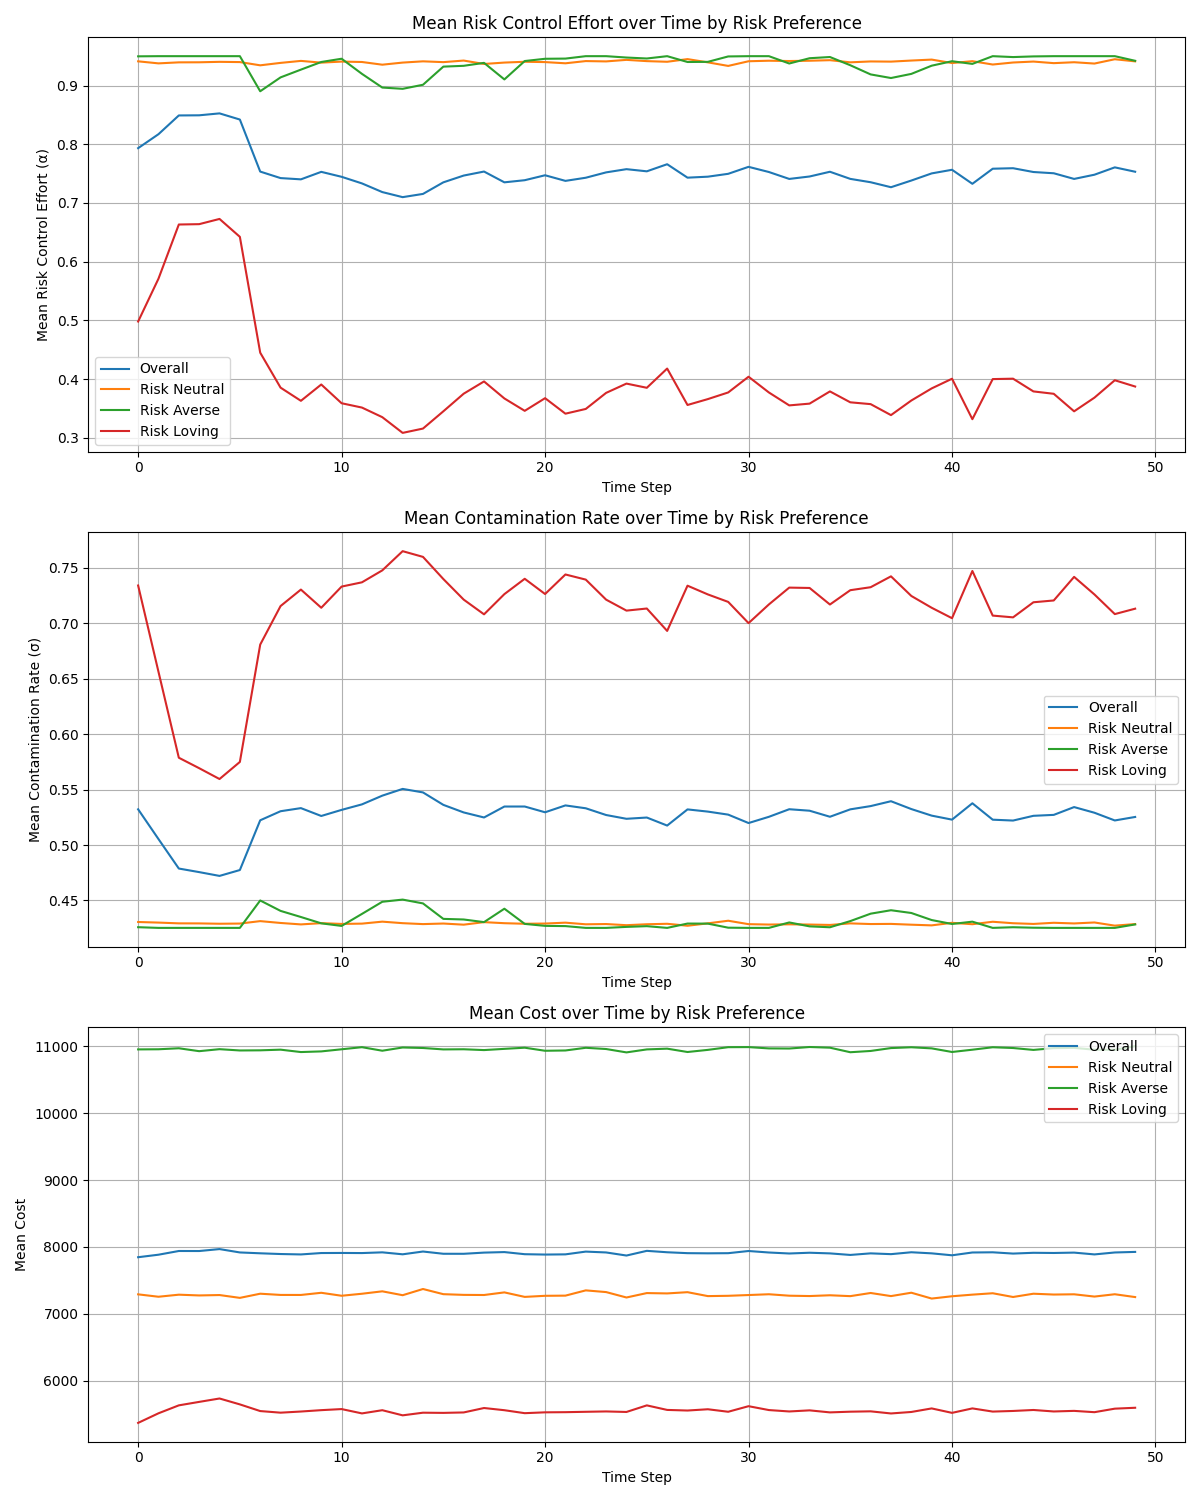 Mean Risk Control Effort over Time by Risk Preference
Mean Risk Control Effort (α)
0.9
0.8
0.7
0.6
0.5
0.4
0.3
Overall
Risk Neutral
Risk Averse
Risk Loving
0 10 20 30 40 50
Time Step
Mean Contamination Rate over Time by Risk Preference
Mean Contamination Rate (σ)
0.75
0.70
0.65
0.60
0.55
0.50
0.45
Overall
Risk Neutral
Risk Averse
Risk Loving
0 10 20 30 40 50
Time Step
Mean Cost over Time by Risk Preference
Mean Cost
11000
10000
9000
8000
7000
6000
Overall
Risk Neutral
Risk Averse
Risk Loving
0 10 20 30 40 50
Time Step